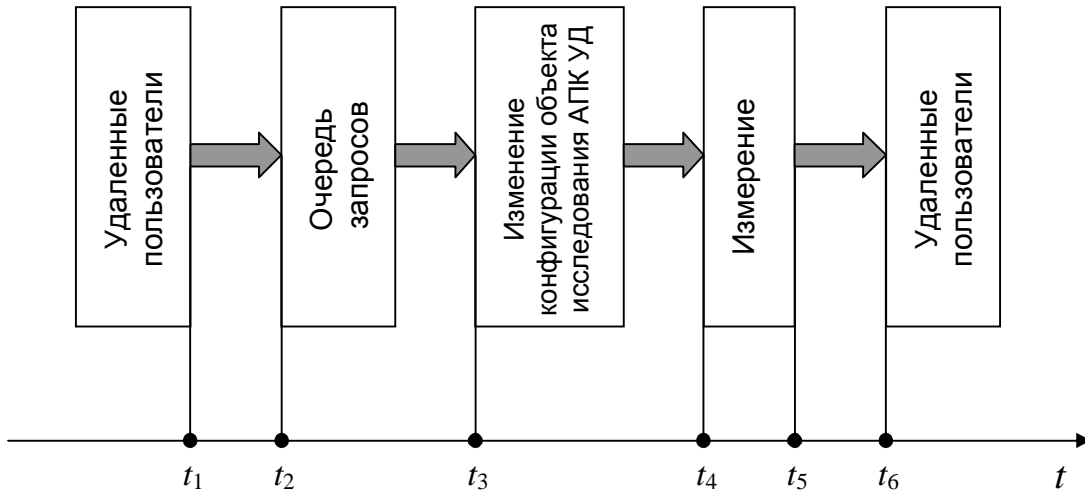 Удаленные
пользователи
Очередь
запросов
Изменение
конфигурации объекта
исследования АПК УД
Измерение
Удаленные
пользователи
t1
t2
t3
t4
t5
t6
t